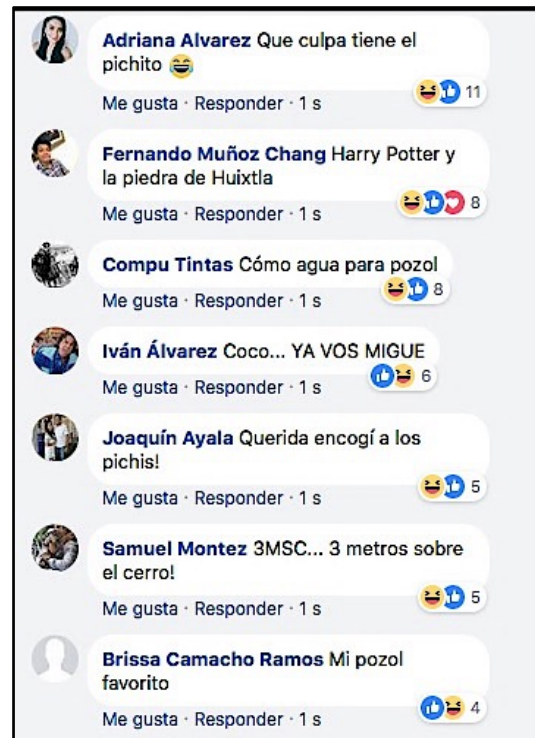 Adriana Alvarez Que culpa tiene el
pichito 😂
11
Me gusta · Responder · 1 s
Fernando Muñoz Chang Harry Potter y
la piedra de Huixtla
8
Me gusta · Responder · 1 s
Compu Tintas Cómo agua para pozol
8
Me gusta · Responder · 1 s
Iván Álvarez Coco... YA VOS MIGUE
6
Me gusta · Responder · 1 s
Joaquín Ayala Querida encogí a los
pichis!
5
Me gusta · Responder · 1 s
Samuel Montez 3MSC... 3 metros sobre
el cerro!
5
Me gusta · Responder · 1 s
Brissa Camacho Ramos Mi pozol
favorito
4
Me gusta · Responder · 1 s